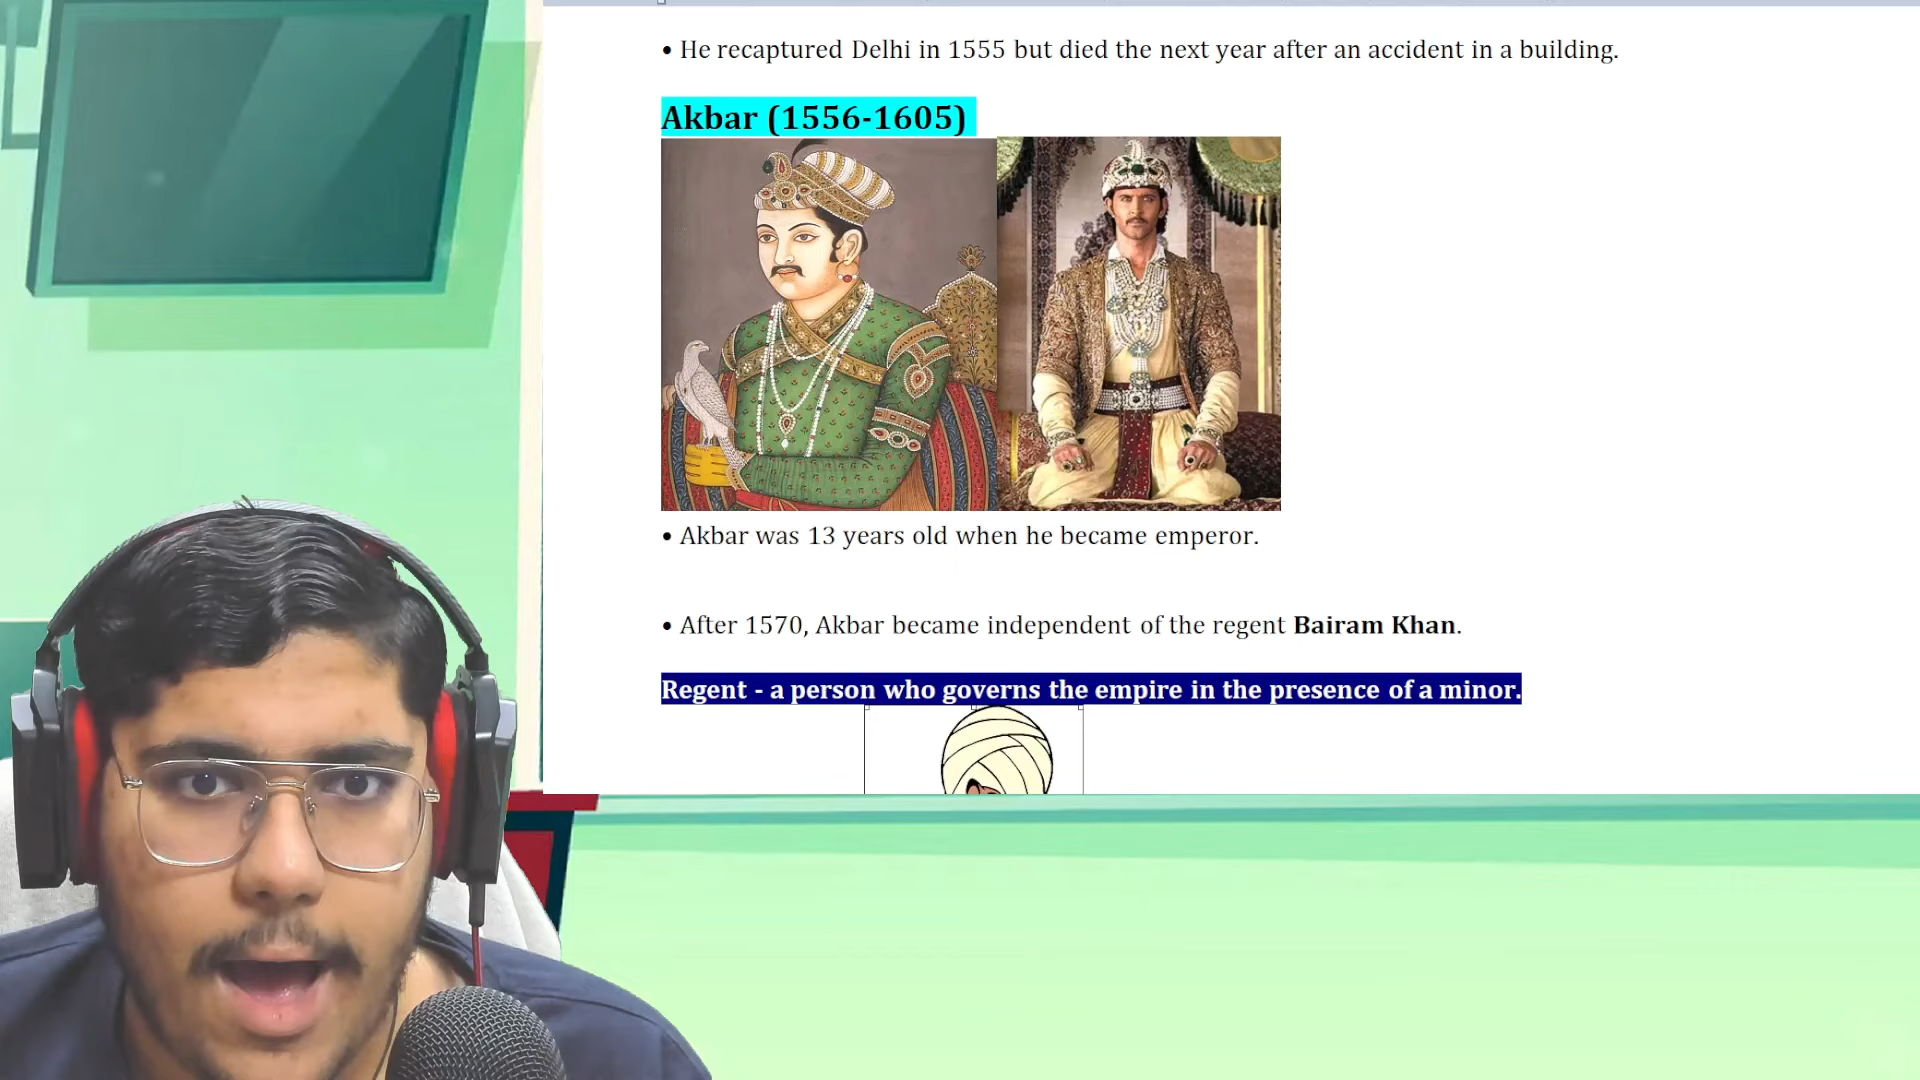 • He recaptured Delhi in 1555 but died the next year after an accident in a building.
Akbar (1556-1605)
• Akbar was 13 years old when he became emperor.
• After 1570, Akbar became independent of the regent Bairam Khan.
Regent - a person who governs the empire in the presence of a minor.